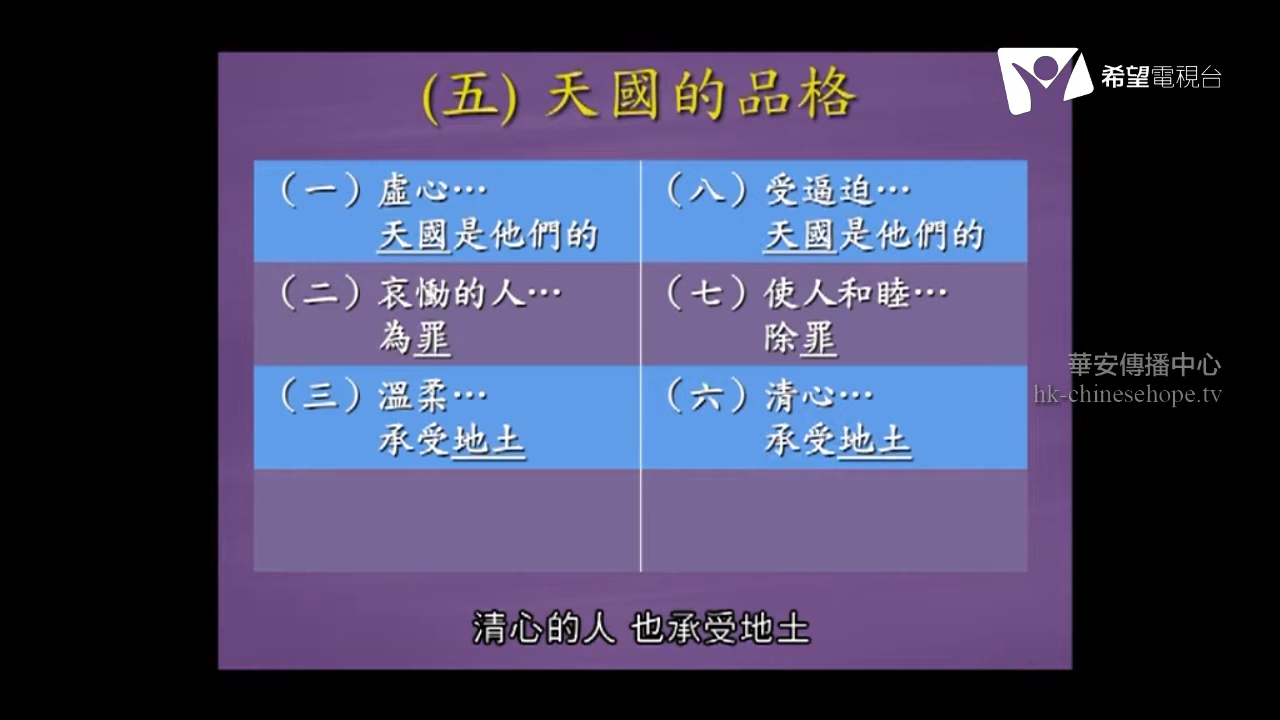 (五) 天國的品格
希望電視台
（一）虛心…
天國是他們的
（八）受逼迫…
天國是他們的
（二）哀慟的人…
為罪
（七）使人和睦…
除罪
（三）溫柔…
承受地土
（六）清心…
承受地土
華安傳播中心
hk-chinesehope.tv
清心的人 也承受地土